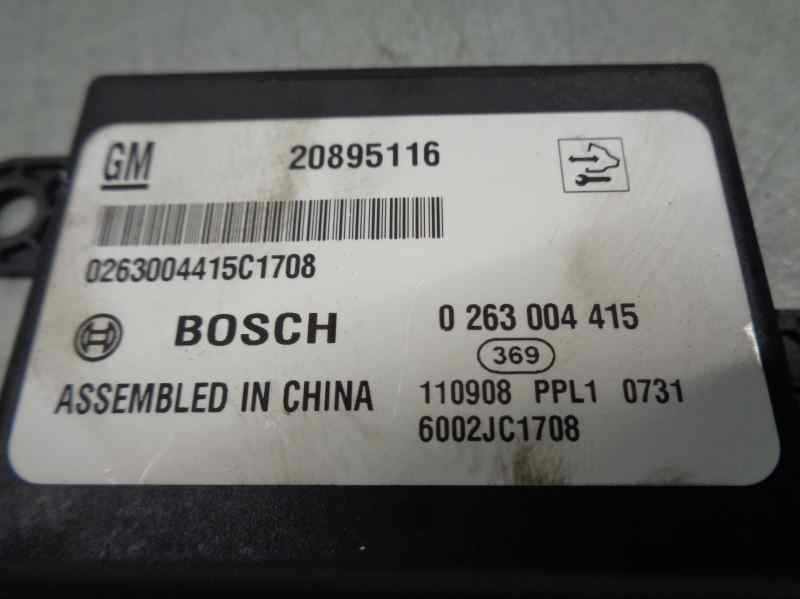 GM 20895116
0263004415C1708
BOSCH 0 263 004 415
369
ASSEMBLED IN CHINA 110908 PPL1 0731
6002JC1708